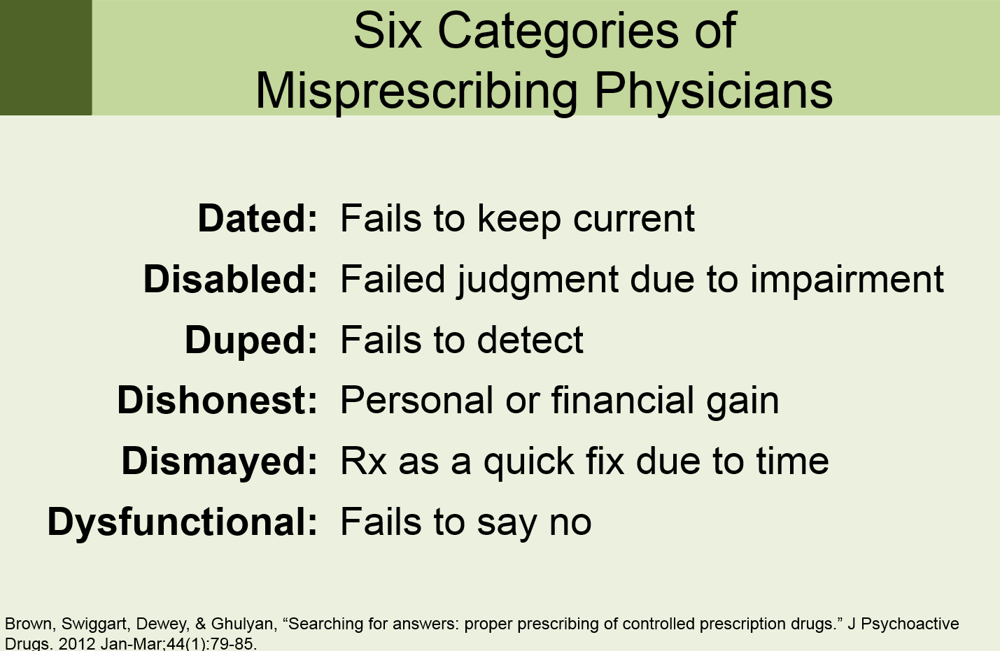 Six Categories of
Misprescribing Physicians
Dated: Fails to keep current
Disabled: Failed judgment due to impairment
Duped: Fails to detect
Dishonest: Personal or financial gain
Dismayed: Rx as a quick fix due to time
Dysfunctional: Fails to say no
Brown, Swiggart, Dewey, & Ghulyan, “Searching for answers: proper prescribing of controlled prescription drugs.” J Psychoactive
Drugs. 2012 Jan-Mar;44(1):79-85.